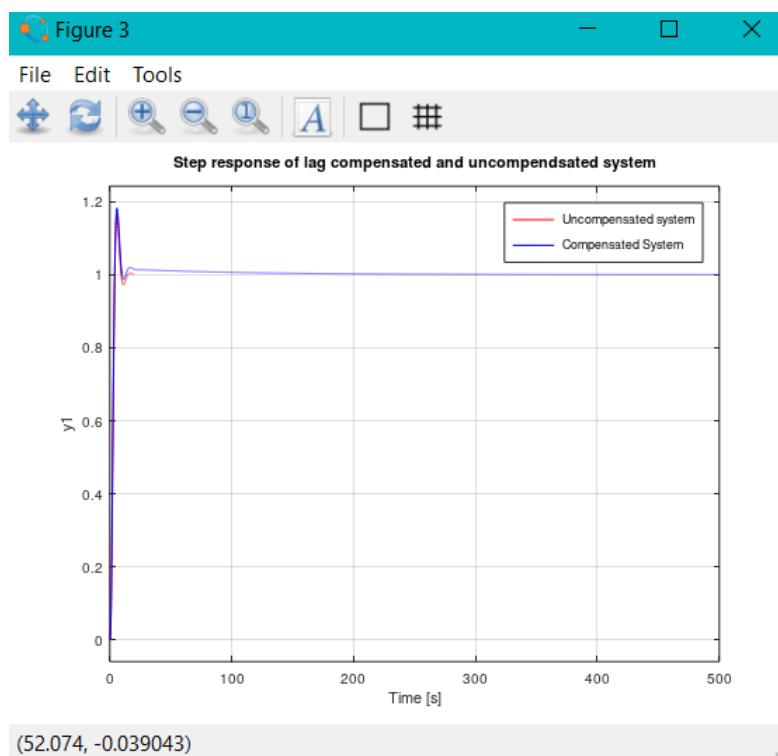 Figure 3
File Edit Tools
A
Step response of lag compensated and uncompendsated system
1.2
1
0.8
0.6
0.4
0.2
0
y1
Uncompensated system
Compensated System
0 100 200 300 400 500
Time [s]
(52.074, -0.039043)